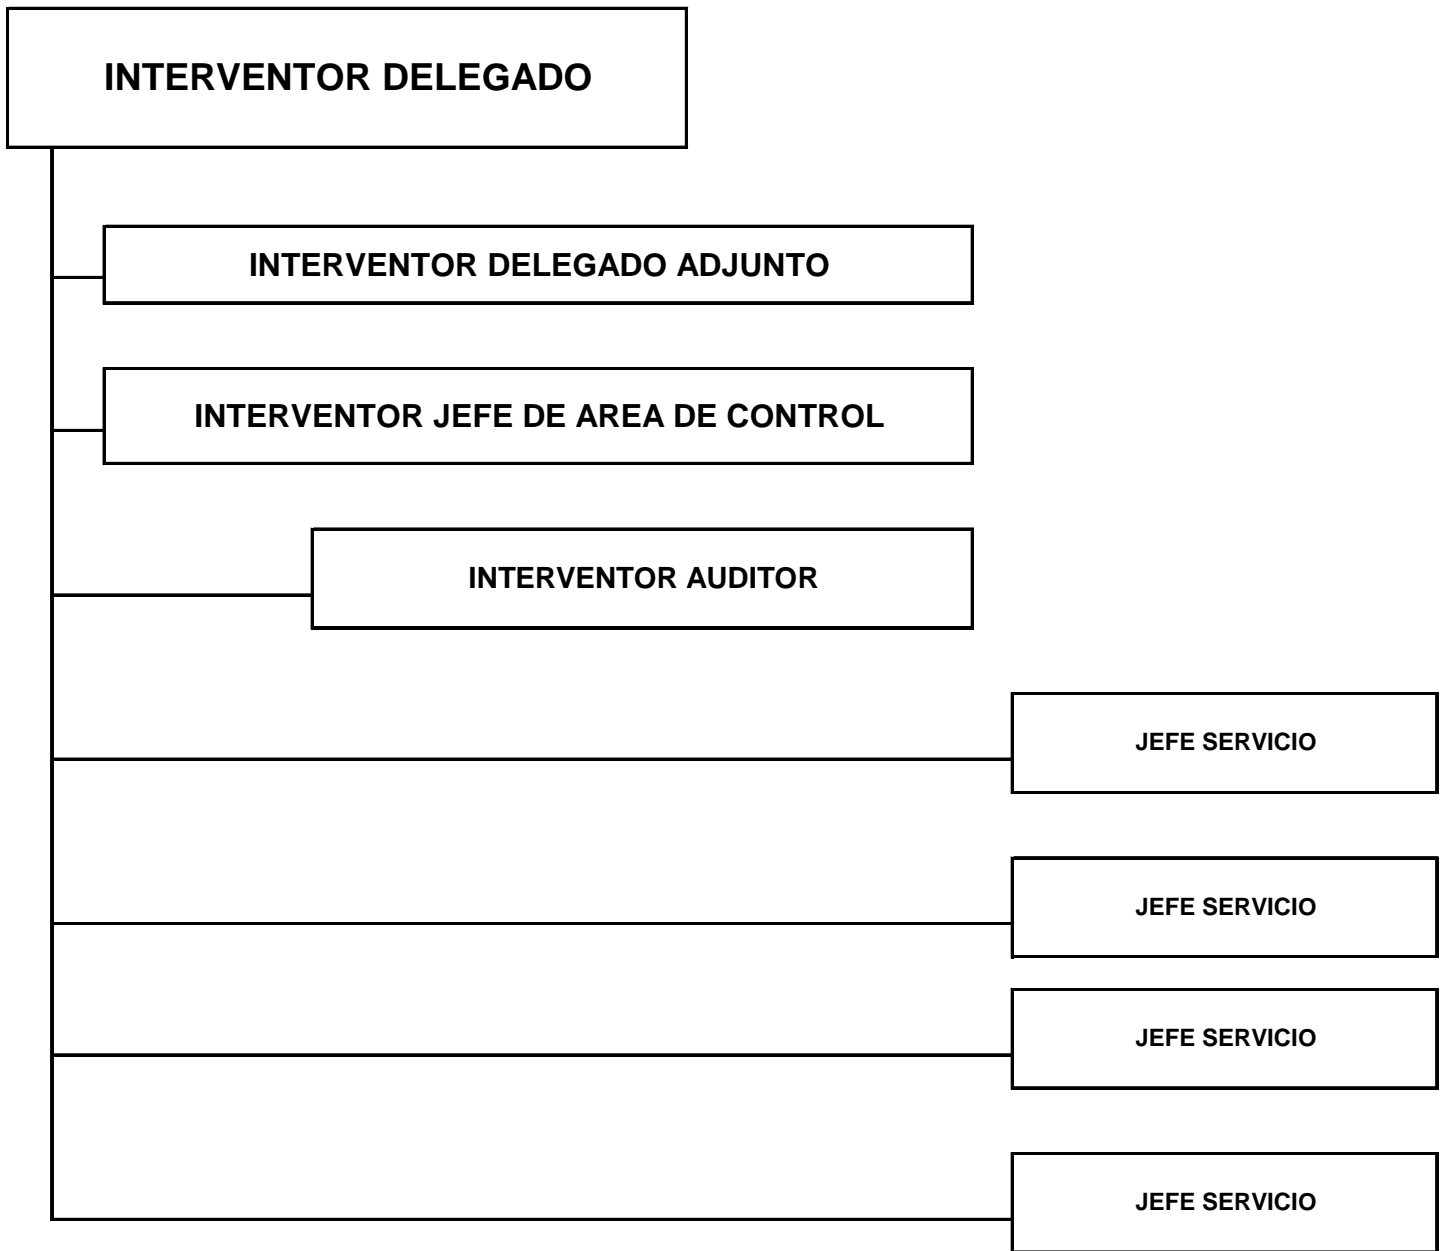 INTERVENTOR DELEGADO
INTERVENTOR DELEGADO ADJUNTO
INTERVENTOR JEFE DE AREA DE CONTROL
INTERVENTOR AUDITOR
JEFE SERVICIO
JEFE SERVICIO
JEFE SERVICIO
JEFE SERVICIO